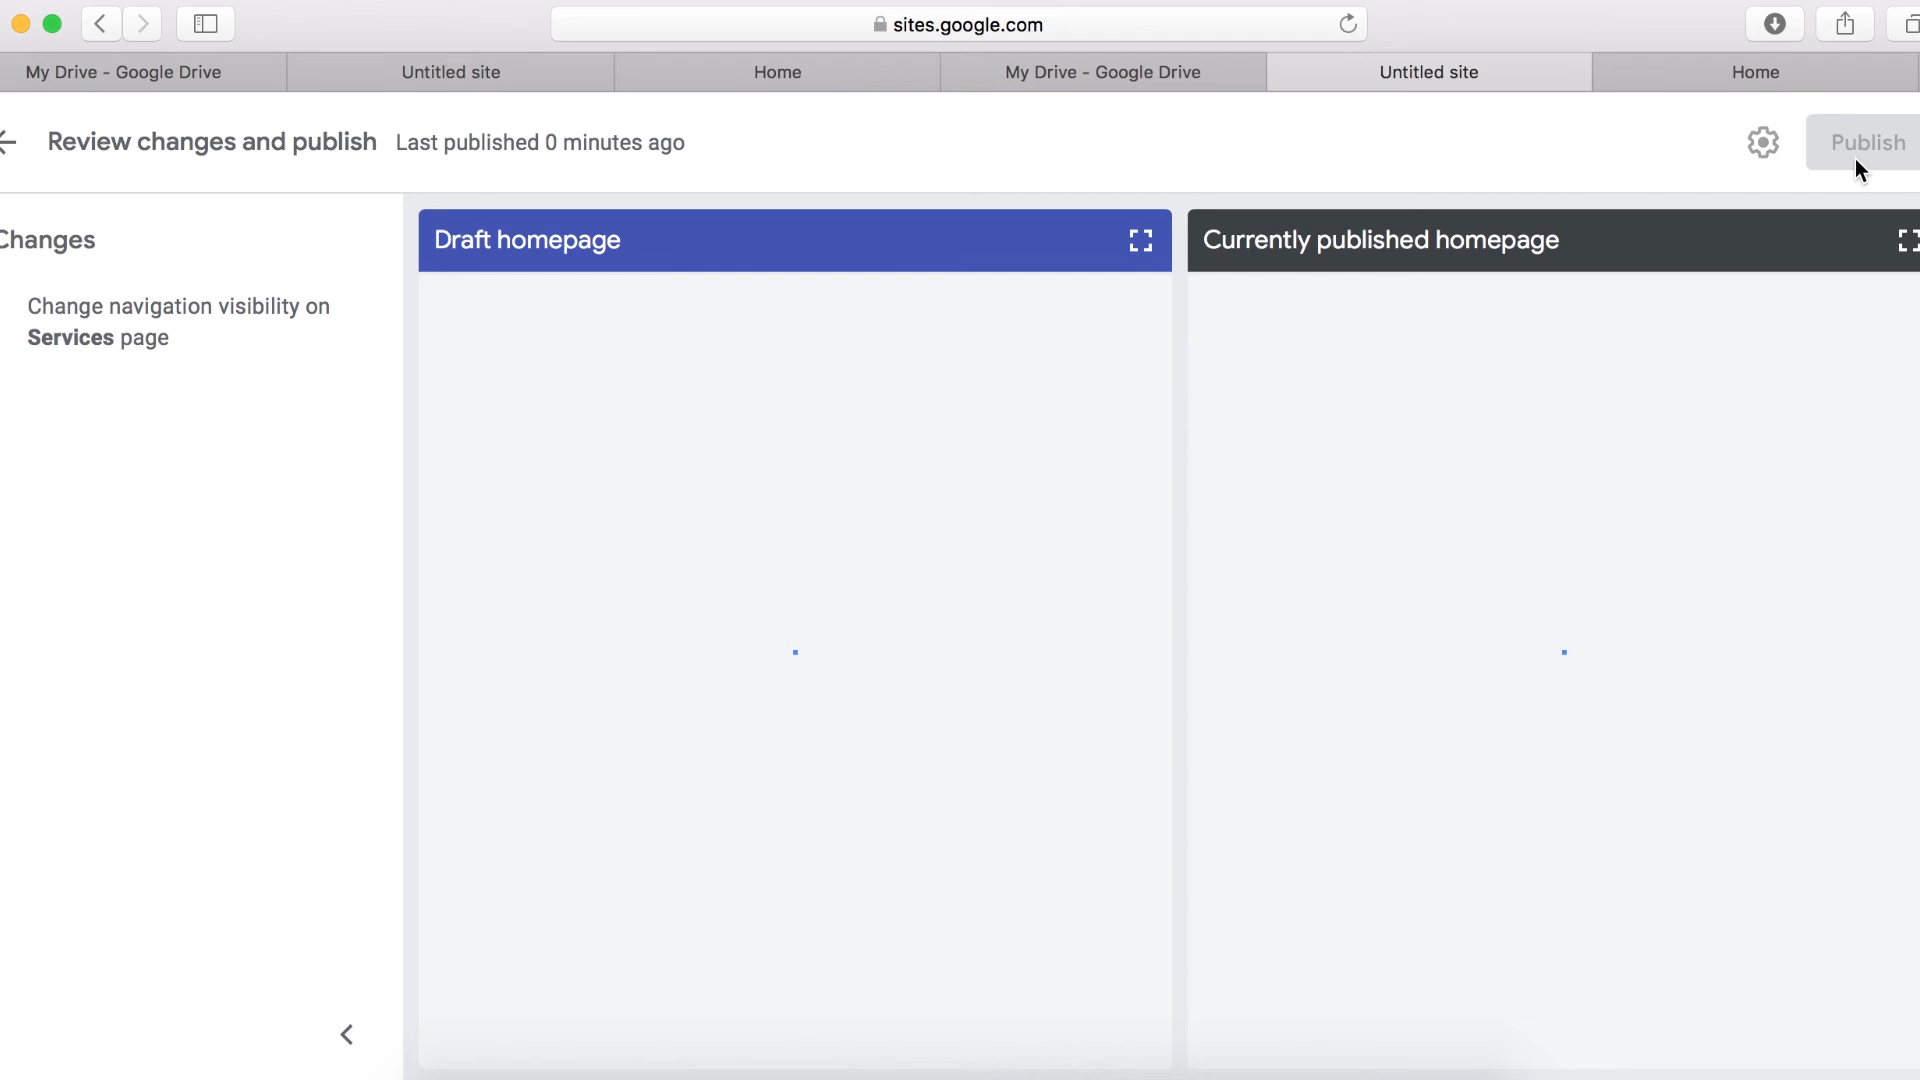 sites.google.com
My Drive - Google Drive
Untitled site
Home
My Drive - Google Drive
Untitled site
Home
Review changes and publish
Last published 0 minutes ago
Publish
Changes
Draft homepage
Currently published homepage
Change navigation visibility on
Services page